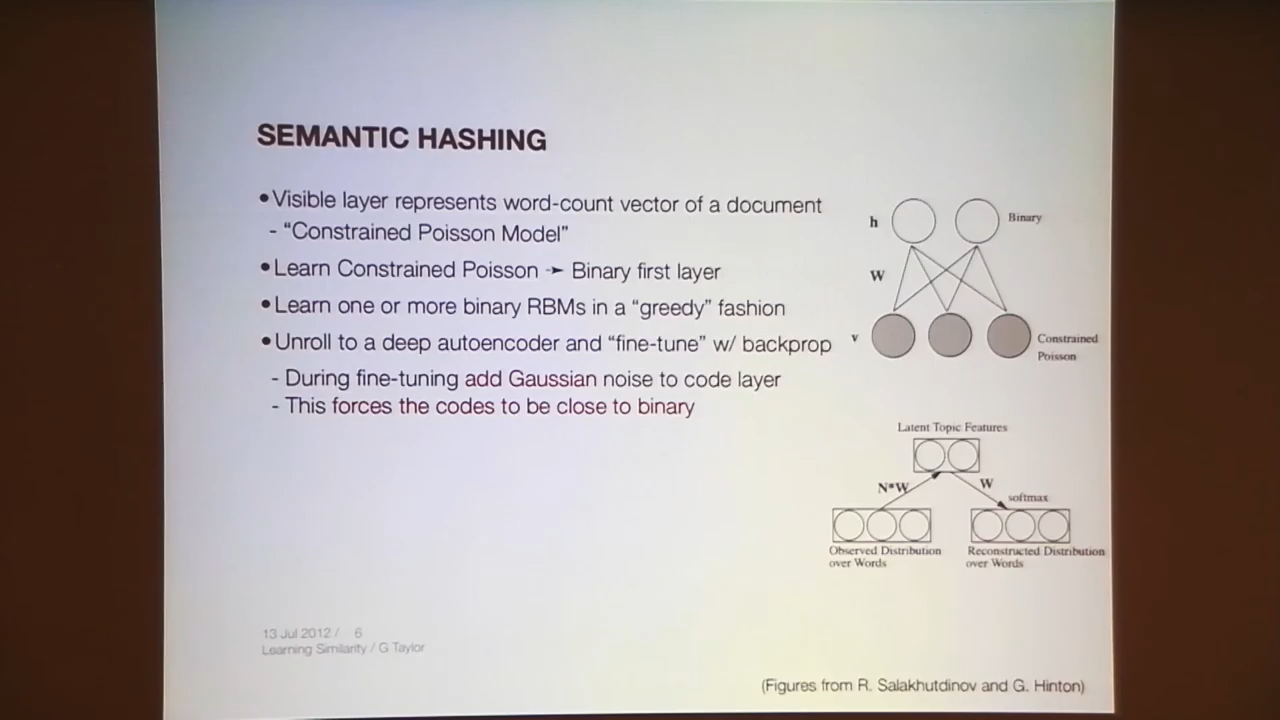 SEMANTIC HASHING
• Visible layer represents word-count vector of a document
- “Constrained Poisson Model”
• Learn Constrained Poisson ➛ Binary first layer
• Learn one or more binary RBMs in a “greedy” fashion
• Unroll to a deep autoencoder and “fine-tune” w/ backprop
- During fine-tuning add Gaussian noise to code layer
- This forces the codes to be close to binary
h
Binary
W
v
Constrained
Poisson
Latent Topic Features
N*W
W
softmax
Observed Distribution
over Words
Reconstructed Distribution
over Words
13 Jul 2012 / 6
Learning Similarity / G Taylor
(Figures from R. Salakhutdinov and G. Hinton)